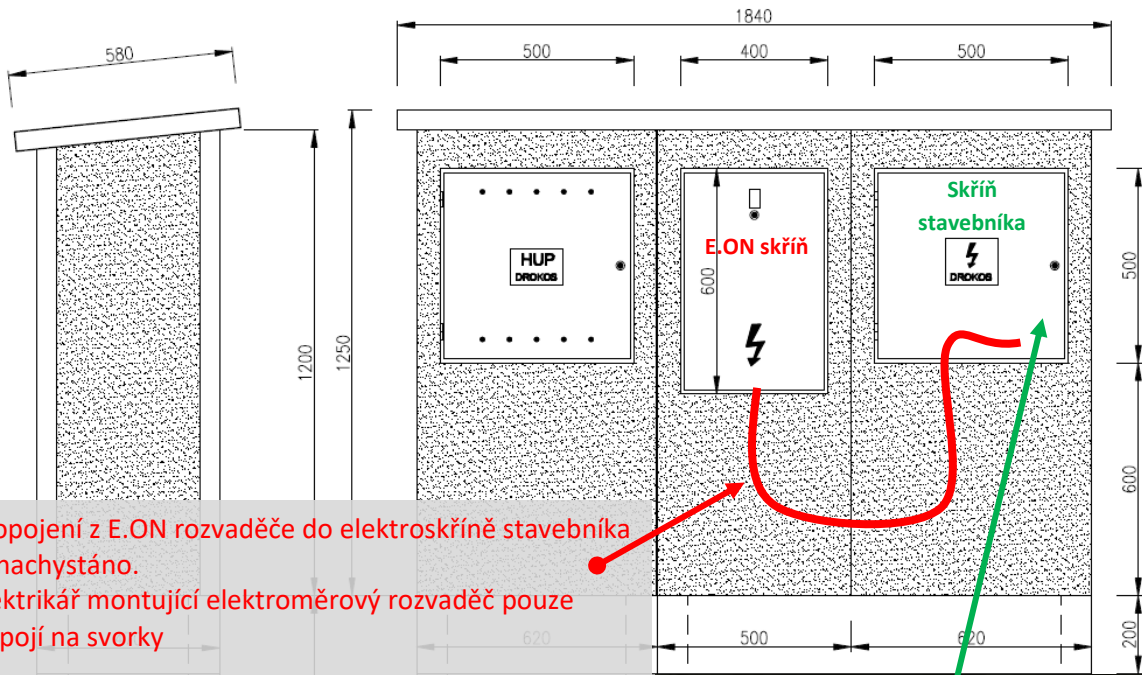 1840
580
500
400
500
Skříň
stavebníka
HUP
DROKOS
E.ON skříň
DROKOS
600
500
1200
1250
600
opojení z E.ON rozvaděče do elektroskříně stavebníka
nachystáno.
ektrikář montující elektroměrový rozvaděč pouze
pojí na svorky
620
500
620
200